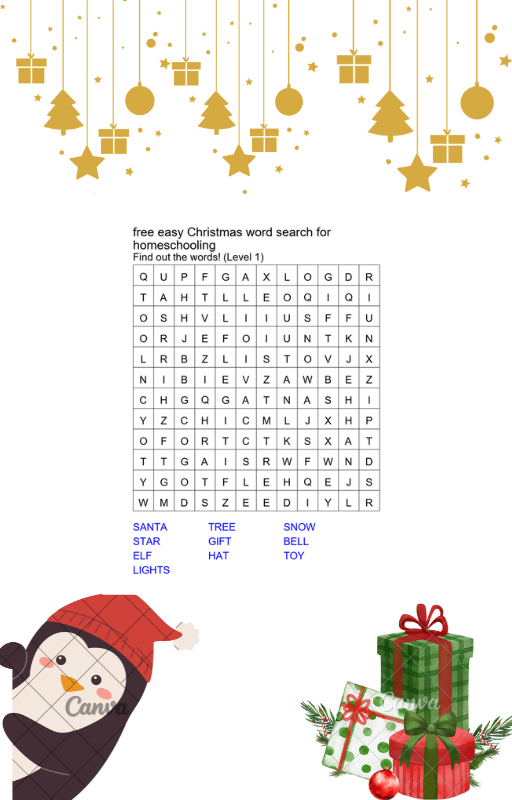 free easy Christmas word search for
homeschooling
Find out the words! (Level 1)
Q U P F G A X L O G D R
T A H T L L E O Q I Q I
O S H V L I I U S F F U
O R J E F O I U N T K N
L R B Z L I S T O V J X
N I B I E V Z A W B E Z
C H G Q G A T N A S H I
Y Z C H I C M L J X H P
O F O R T C T K S X A T
T T G A I S R W F W N D
Y G O T F L E H Q E J S
W M D S Z E E D I Y L R
SANTA TREE SNOW
STAR GIFT BELL
ELF HAT TOY
LIGHTS
Canva Canva